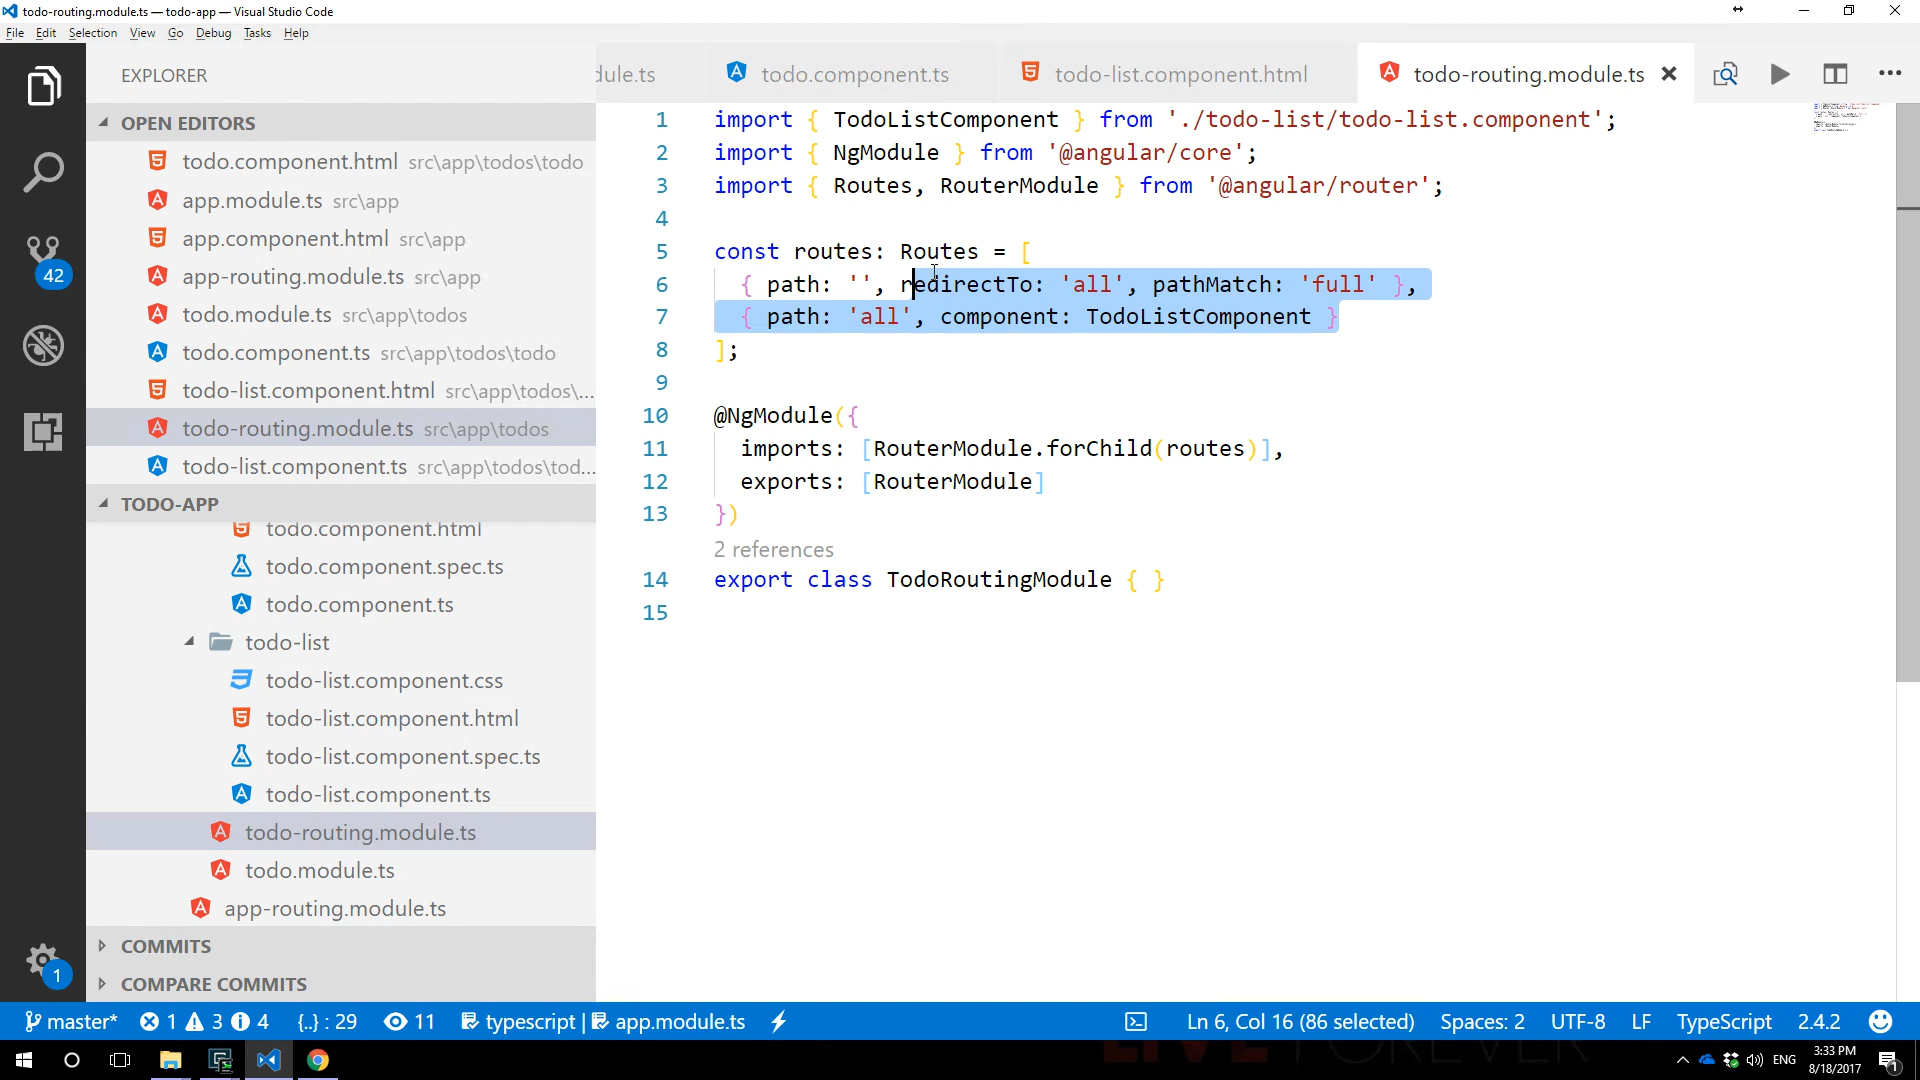 todo-routing.module.ts — todo-app — Visual Studio Code
File Edit Selection View Go Debug Tasks Help
EXPLORER
dule.ts
todo.component.ts
todo-list.component.html
todo-routing.module.ts
OPEN EDITORS
todo.component.html src\app\todos\todo
app.module.ts src\app
app.component.html src\app
app-routing.module.ts src\app
todo.module.ts src\app\todos
todo.component.ts src\app\todos\todo
todo-list.component.html src\app\todos\...
todo-routing.module.ts src\app\todos
todo-list.component.ts src\app\todos\tod...
TODO-APP
todo.component.html
todo.component.spec.ts
todo.component.ts
todo-list
todo-list.component.css
todo-list.component.html
todo-list.component.spec.ts
todo-list.component.ts
todo-routing.module.ts
todo.module.ts
app-routing.module.ts
COMMITS
COMPARE COMMITS
42
1
1 import { TodoListComponent } from './todo-list/todo-list.component';
2 import { NgModule } from '@angular/core';
3 import { Routes, RouterModule } from '@angular/router';
4
5 const routes: Routes = [
6 { path: '', redirectTo: 'all', pathMatch: 'full' },
7 { path: 'all', component: TodoListComponent }
8 ];
9
10 @NgModule({
11 imports: [RouterModule.forChild(routes)],
12 exports: [RouterModule]
13 })
2 references
14 export class TodoRoutingModule { }
15
master* 1 3 4 {..} : 29 11 typescript | app.module.ts
Ln 6, Col 16 (86 selected) Spaces: 2 UTF-8 LF TypeScript 2.4.2
LIVE FOREVER
ENG
3:33 PM
8/18/2017
1